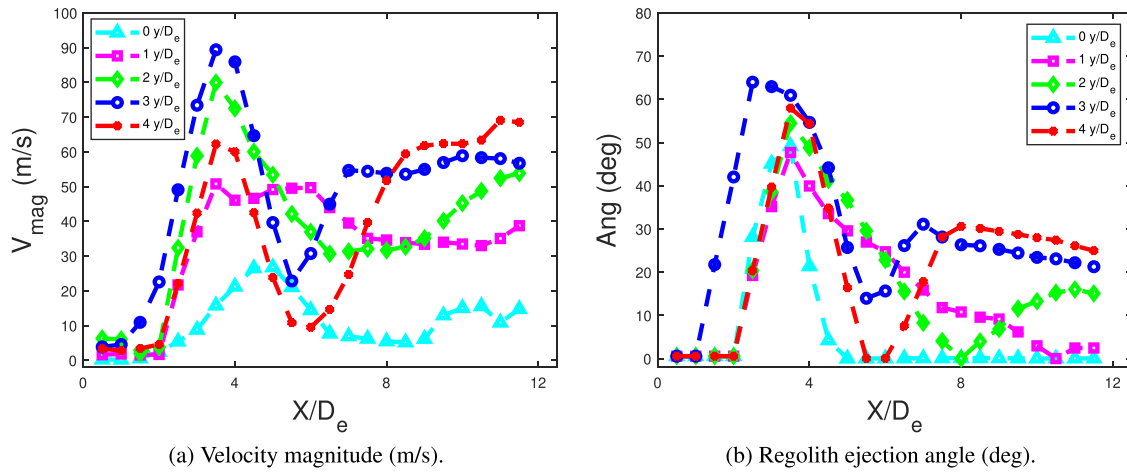 100
90
80
70
60
50
40
30
20
10
0
V_mag (m/s)
0 y/D_e
1 y/D_e
2 y/D_e
3 y/D_e
4 y/D_e
0 4 8 12
X/D_e
(a) Velocity magnitude (m/s).
80
70
60
50
40
30
20
10
0
Ang (deg)
0 y/D_e
1 y/D_e
2 y/D_e
3 y/D_e
4 y/D_e
0 4 8 12
X/D_e
(b) Regolith ejection angle (deg).